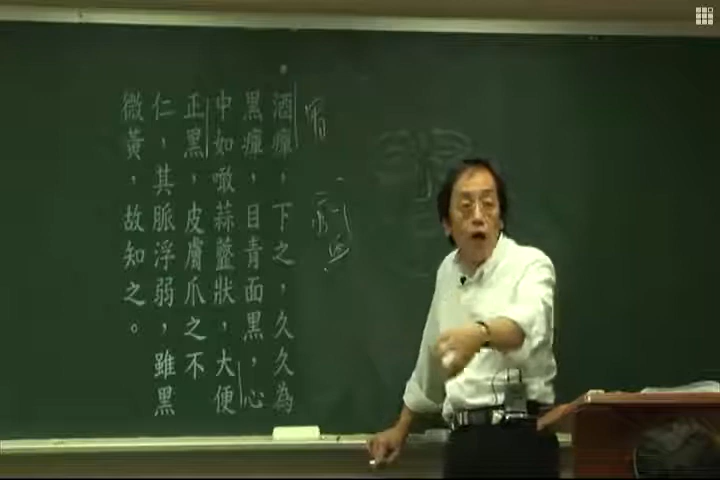 酒癉，下之，久久為
黑癉，目青面黑，心
中如噉蒜虀狀，大便
正黑，皮膚爪之不
仁，其脈浮弱，雖黑
微黃，故知之。